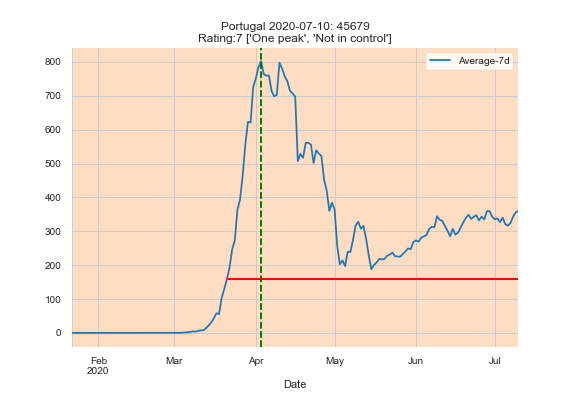 Portugal 2020-07-10: 45679
Rating:7 ['One peak', 'Not in control']
Average-7d
800
700
600
500
400
300
200
100
0
Feb Mar Apr May Jun Jul
2020
Date